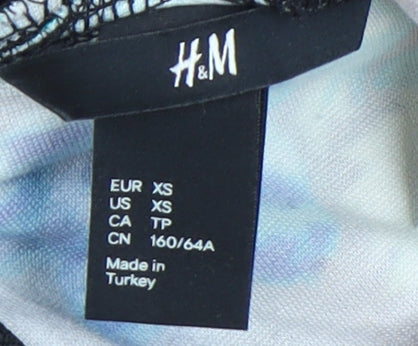 H&M
EUR XS
US XS
CA TP
CN 160/64A
Made in
Turkey